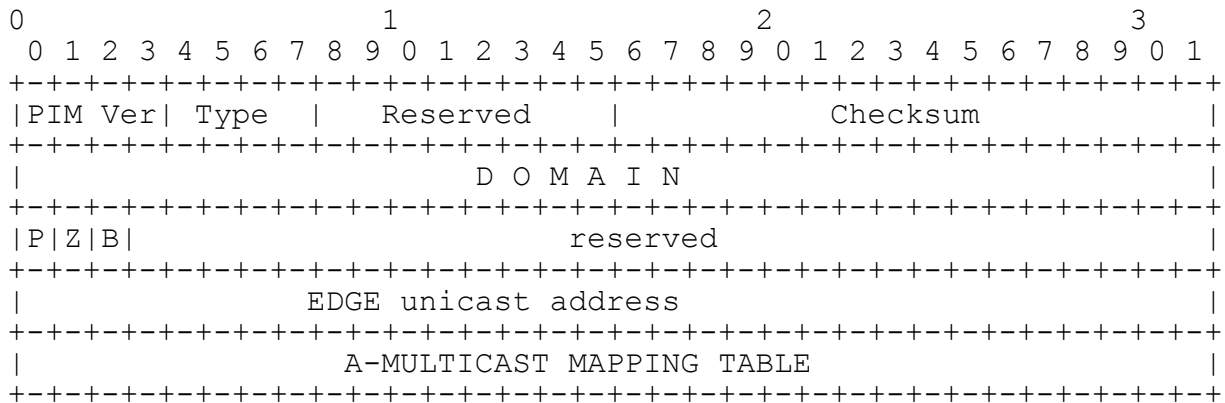 0                   1                   2                   3
 0 1 2 3 4 5 6 7 8 9 0 1 2 3 4 5 6 7 8 9 0 1 2 3 4 5 6 7 8 9 0 1
+-+-+-+-+-+-+-+-+-+-+-+-+-+-+-+-+-+-+-+-+-+-+-+-+-+-+-+-+-+-+-+-+
|PIM Ver| Type  |   Reserved    |           Checksum            |
+-+-+-+-+-+-+-+-+-+-+-+-+-+-+-+-+-+-+-+-+-+-+-+-+-+-+-+-+-+-+-+-+
|                        D O M A I N                            |
+-+-+-+-+-+-+-+-+-+-+-+-+-+-+-+-+-+-+-+-+-+-+-+-+-+-+-+-+-+-+-+-+
|P|Z|B|                       reserved                          |
+-+-+-+-+-+-+-+-+-+-+-+-+-+-+-+-+-+-+-+-+-+-+-+-+-+-+-+-+-+-+-+-+
|               EDGE unicast address                            |
+-+-+-+-+-+-+-+-+-+-+-+-+-+-+-+-+-+-+-+-+-+-+-+-+-+-+-+-+-+-+-+-+
|                 A-MULTICAST MAPPING TABLE                     |
+-+-+-+-+-+-+-+-+-+-+-+-+-+-+-+-+-+-+-+-+-+-+-+-+-+-+-+-+-+-+-+-+